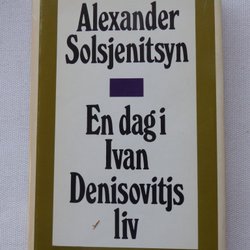 Alexander
Solsjenitsyn
En dag i
Ivan
Denisovitjs
liv